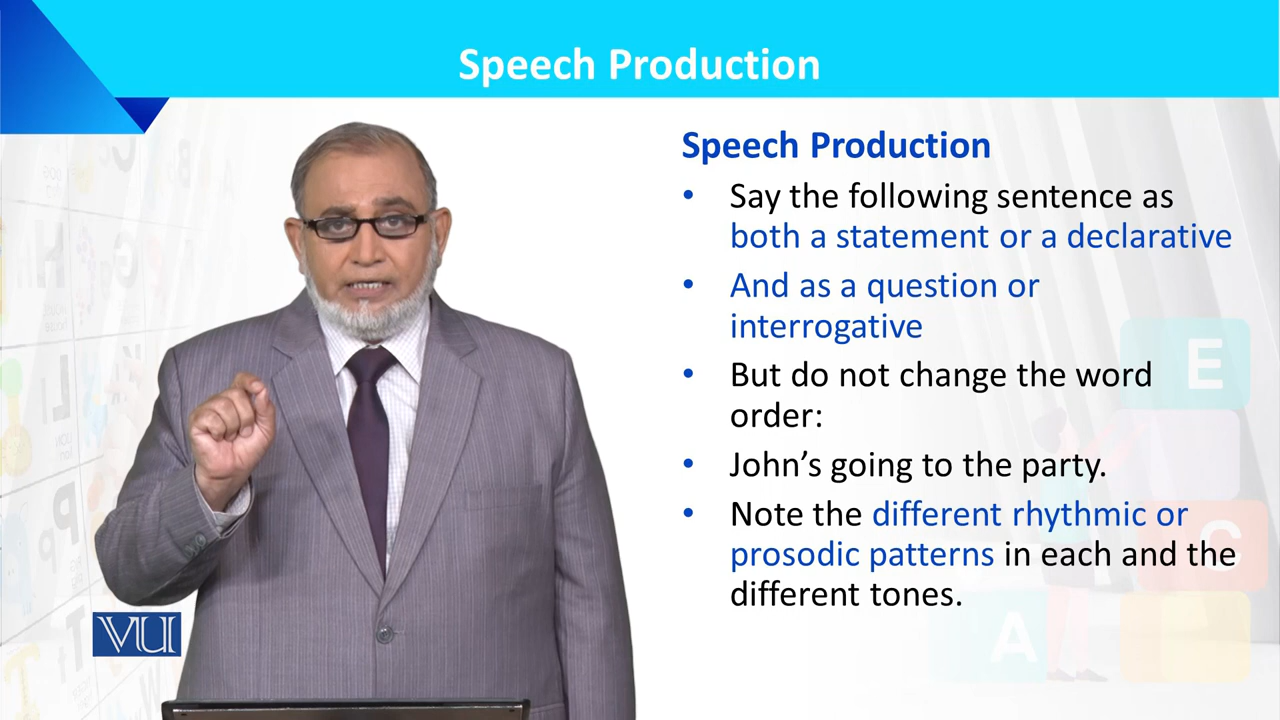 Speech Production
Speech Production
• Say the following sentence as
both a statement or a declarative
• And as a question or
interrogative
• But do not change the word
order:
• John’s going to the party.
• Note the different rhythmic or
prosodic patterns in each and the
different tones.
VU
E
C
A